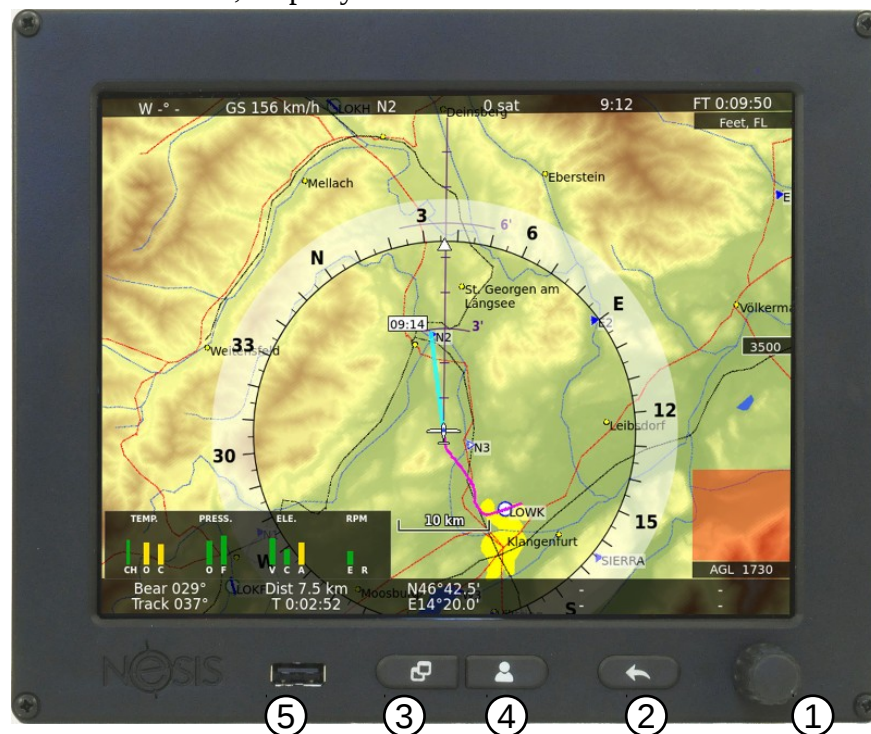 W -° -
GS 156 km/h
LOKH
N2
0 sat
9:12
FT 0:09:50
Deinsberg
Feet, FL
Mellach
Eberstein
E
3
6'
6
N
St. Georgen am
Langsee
E
Völkerma
09:14
3'
E2
N2
33
Weitensfeld
3500
12
Leibsdorf
N3
30
LOWK
10 km
15
TEMP.
PRESS.
ELE.
RPM
Klangenfurt
SIERRA
W
CH O C
O F
V C A
E R
AGL 1730
Bear 029°
Dist 7.5 km
N46°42.5'
-
-
Track 037°
T 0:02:52
E14°20.0'
-
-
Moosbu
S
NESIS
5
3
4
2
1